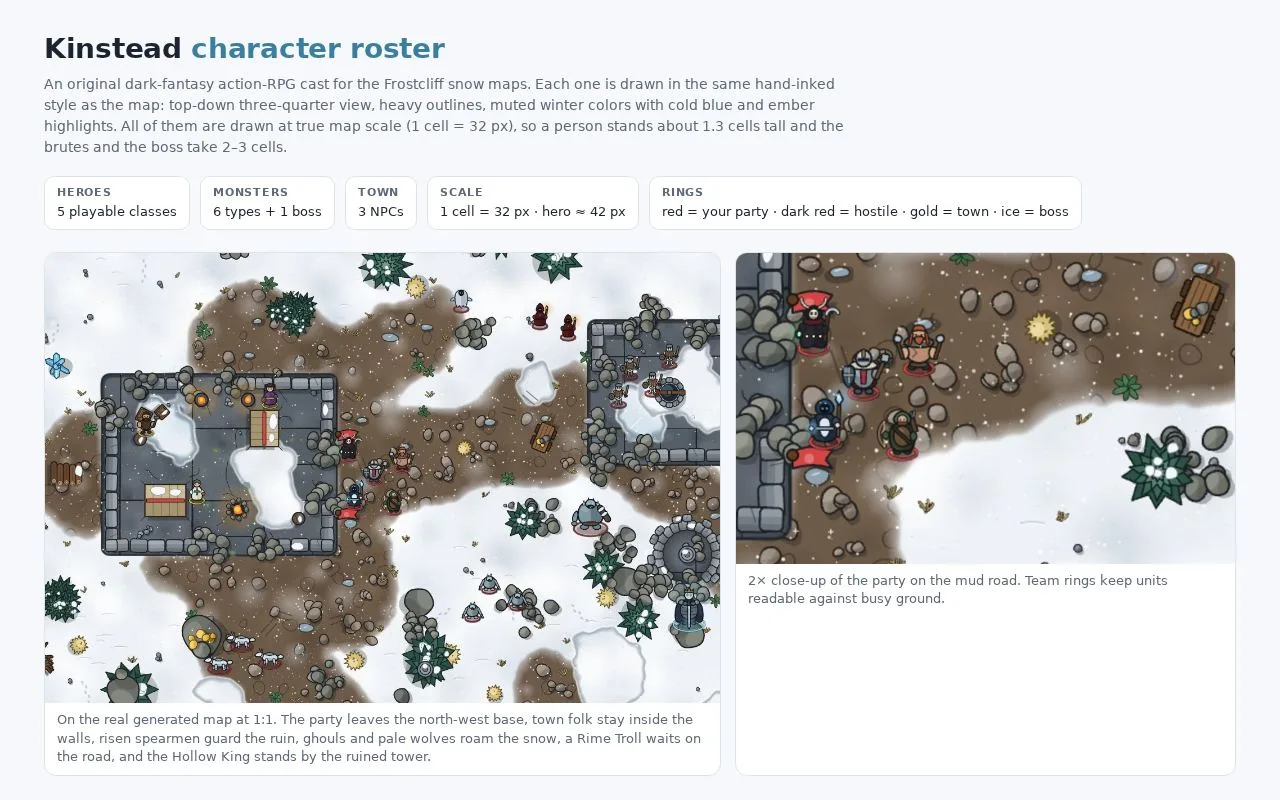 Kinstead character roster
An original dark-fantasy action-RPG cast for the Frostcliff snow maps. Each one is drawn in the same hand-inked
style as the map: top-down three-quarter view, heavy outlines, muted winter colors with cold blue and ember
highlights. All of them are drawn at true map scale (1 cell = 32 px), so a person stands about 1.3 cells tall and the
brutes and the boss take 2–3 cells.
HEROES
5 playable classes
MONSTERS
6 types + 1 boss
TOWN
3 NPCs
SCALE
1 cell = 32 px · hero ≈ 42 px
RINGS
red = your party · dark red = hostile · gold = town · ice = boss
On the real generated map at 1:1. The party leaves the north-west base, town folk stay inside the
walls, risen spearmen guard the ruin, ghouls and pale wolves roam the snow, a Rime Troll waits on
the road, and the Hollow King stands by the ruined tower.
2× close-up of the party on the mud road. Team rings keep units
readable against busy ground.